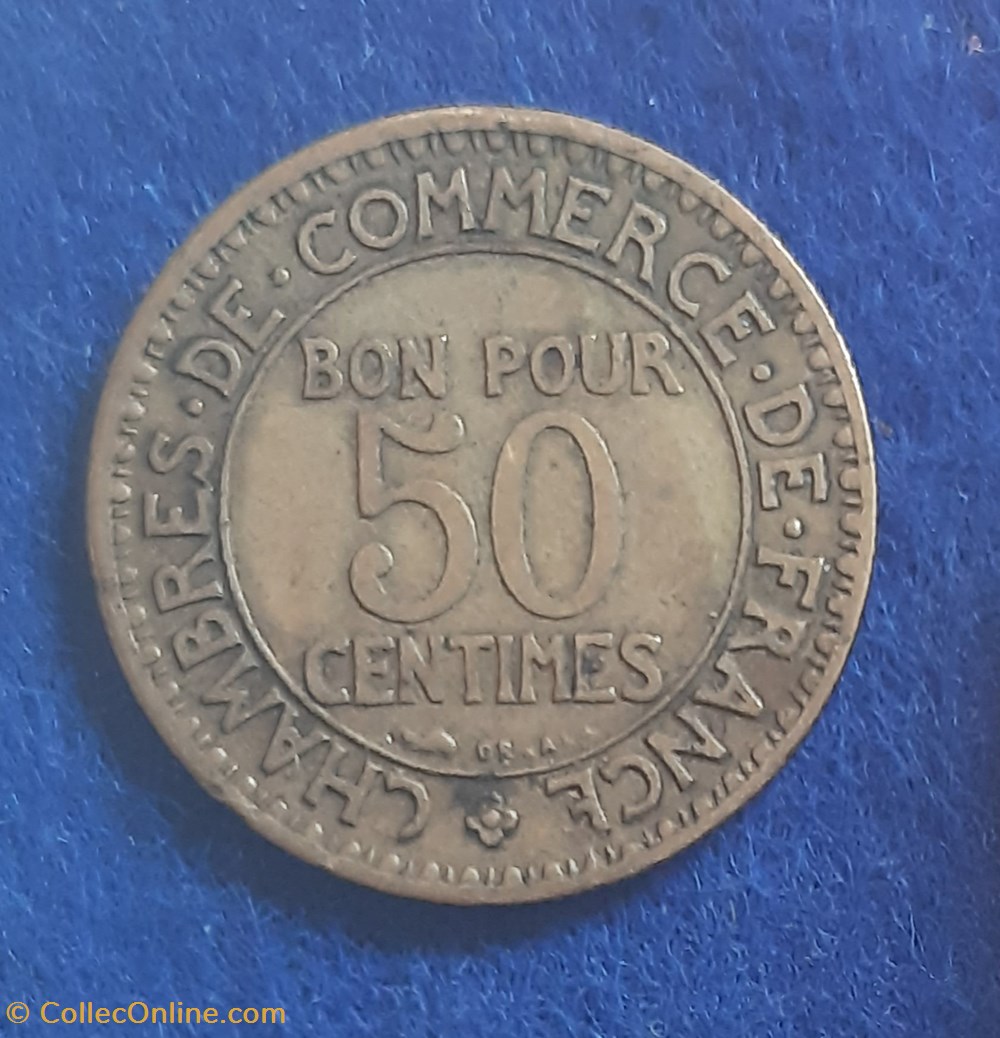 CHAMBRES·DE·COMMERCE·DE·FRANCE
BON POUR
50
CENTIMES
© CollecOnline.com